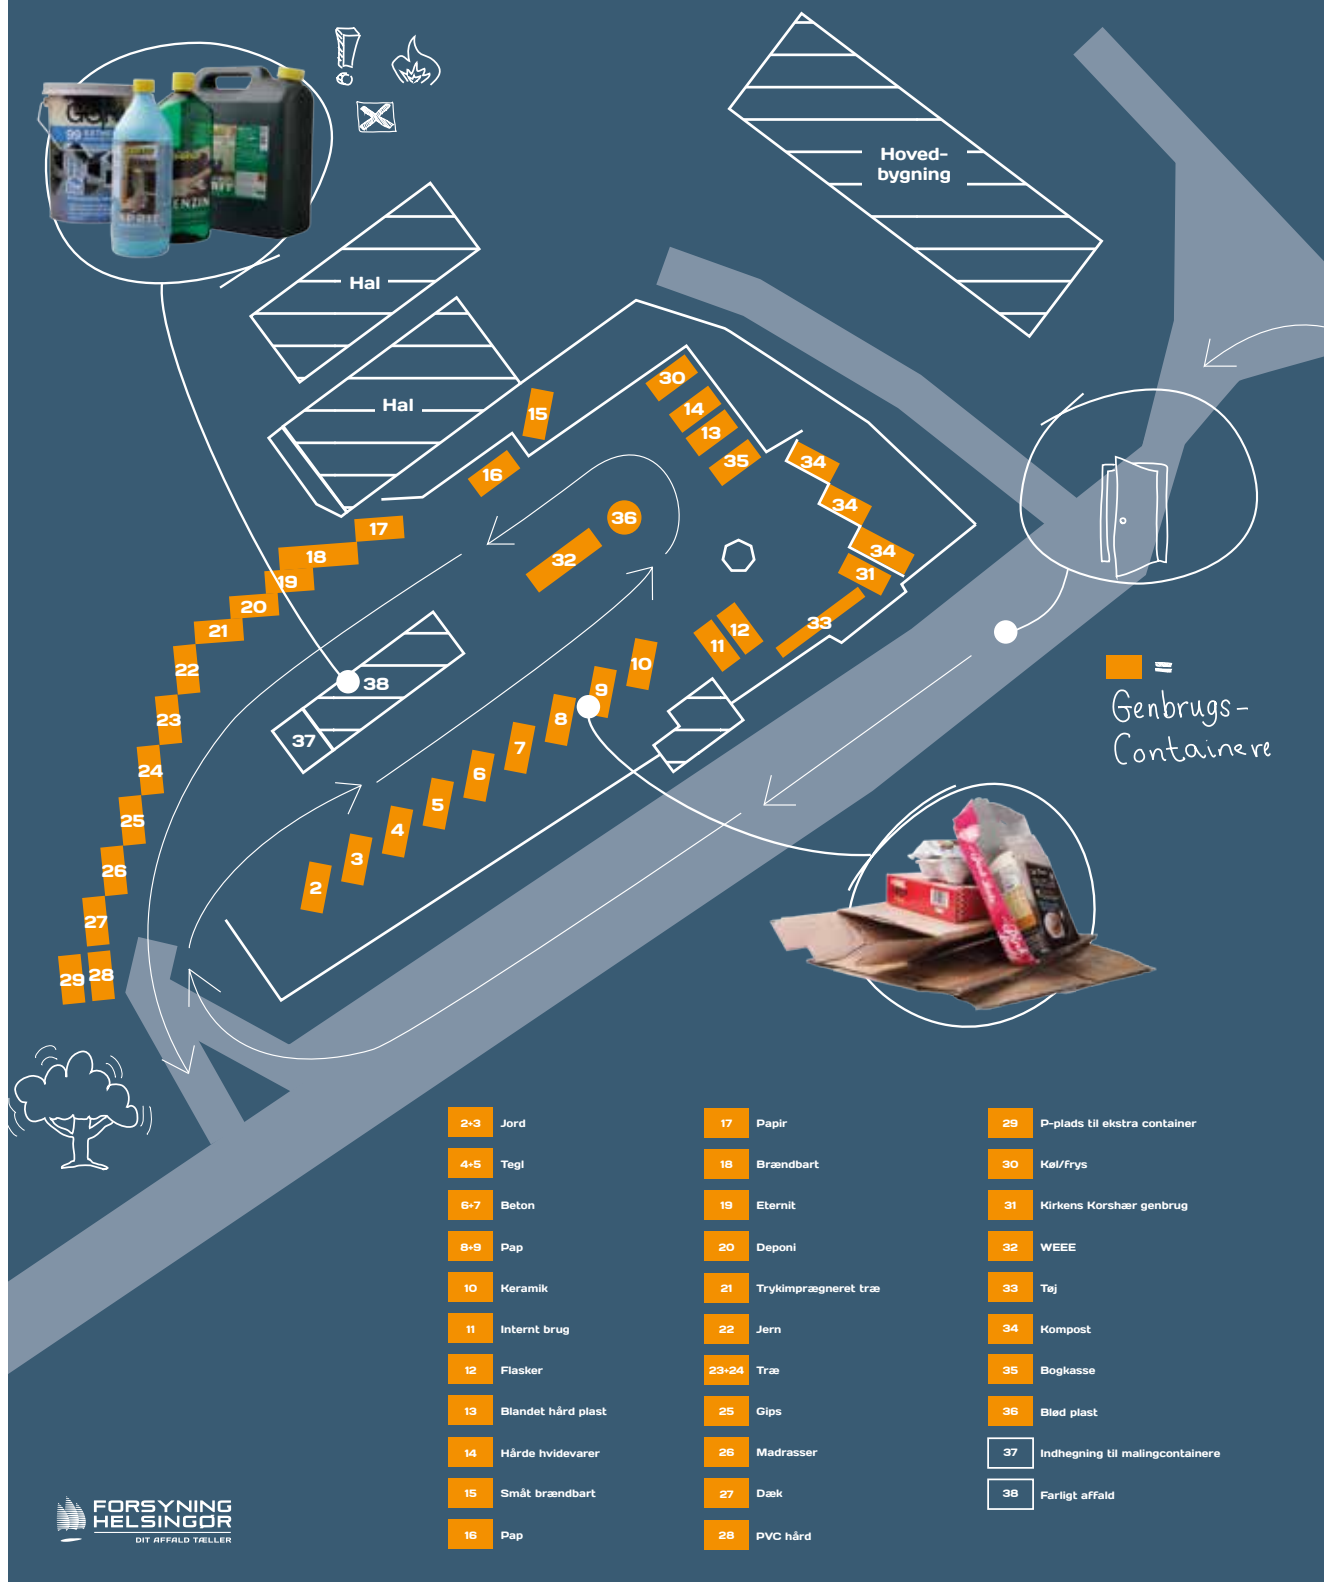 GORI
99 EXTREM
SPRIT
BENZIN
Hoved-
bygning
Hal
Hal
30
14
13
35
15
16
34
34
34
31
36
32
17
18
19
20
21
22
23
24
25
26
27
28
29
33
12
11
10
9
8
7
6
5
4
3
2
38
37
=
Genbrugs-
Containere
2+3 Jord
4+5 Tegl
6+7 Beton
8+9 Pap
10 Keramik
11 Internt brug
12 Flasker
13 Blandet hård plast
14 Hårde hvidevarer
15 Småt brændbart
16 Pap
17 Papir
18 Brændbart
19 Eternit
20 Deponi
21 Trykimprægneret træ
22 Jern
23+24 Træ
25 Gips
26 Madrasser
27 Dæk
28 PVC hård
29 P-plads til ekstra container
30 Køl/frys
31 Kirkens Korshær genbrug
32 WEEE
33 Tøj
34 Kompost
35 Bogkasse
36 Blød plast
37 Indhegning til malingcontainere
38 Farligt affald
FORSYNING
HELSINGØR
DIT AFFALD TÆLLER